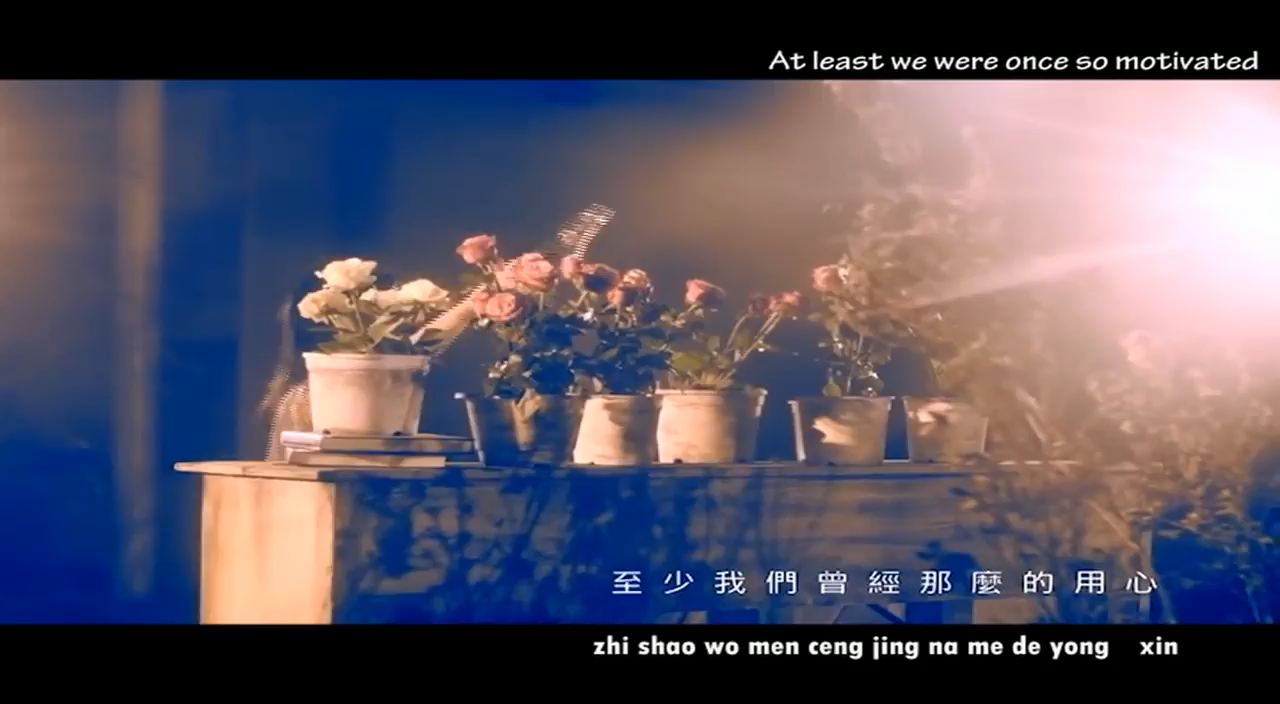 At least we were once so motivated
至少我們曾經那麼的用心
zhi shao wo men ceng jing na me de yong xin